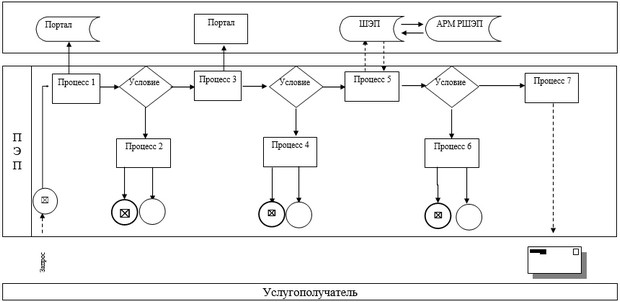 Портал
Портал
ШЭП
АРМ РШЭП
ПЭП
Процесс 1
Условие
Процесс 3
Условие
Процесс 5
Условие
Процесс 7
Процесс 2
Процесс 4
Процесс 6
Запрос
Услугополучатель